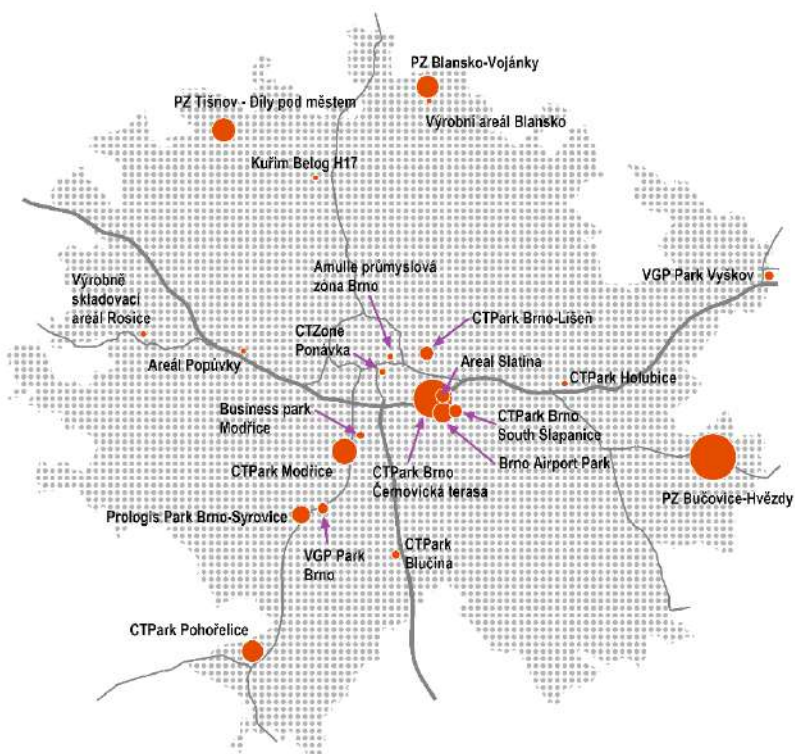 PZ Blansko-Vojánky
PZ Tišnov - Díly pod městem
Výrobní areál Blansko
Kuřim Belog H17
Amulle průmyslová
zóna Brno
VGP Park Vyškov
Výrobně
skladovací
areál Rosice
CTPark Brno-Líšeň
CTZone
Ponávka
Areal Slatina
Areál Popůvky
CTPark Holubice
Business park
Modřice
CTPark Brno
South Šlapanice
CTPark Modřice
CTPark Brno
Černovická terasa
Brno Airport Park
PZ Bučovice-Hvězdy
Prologis Park Brno-Syrovice
VGP Park
Brno
CTPark
Blučina
CTPark Pohořelice